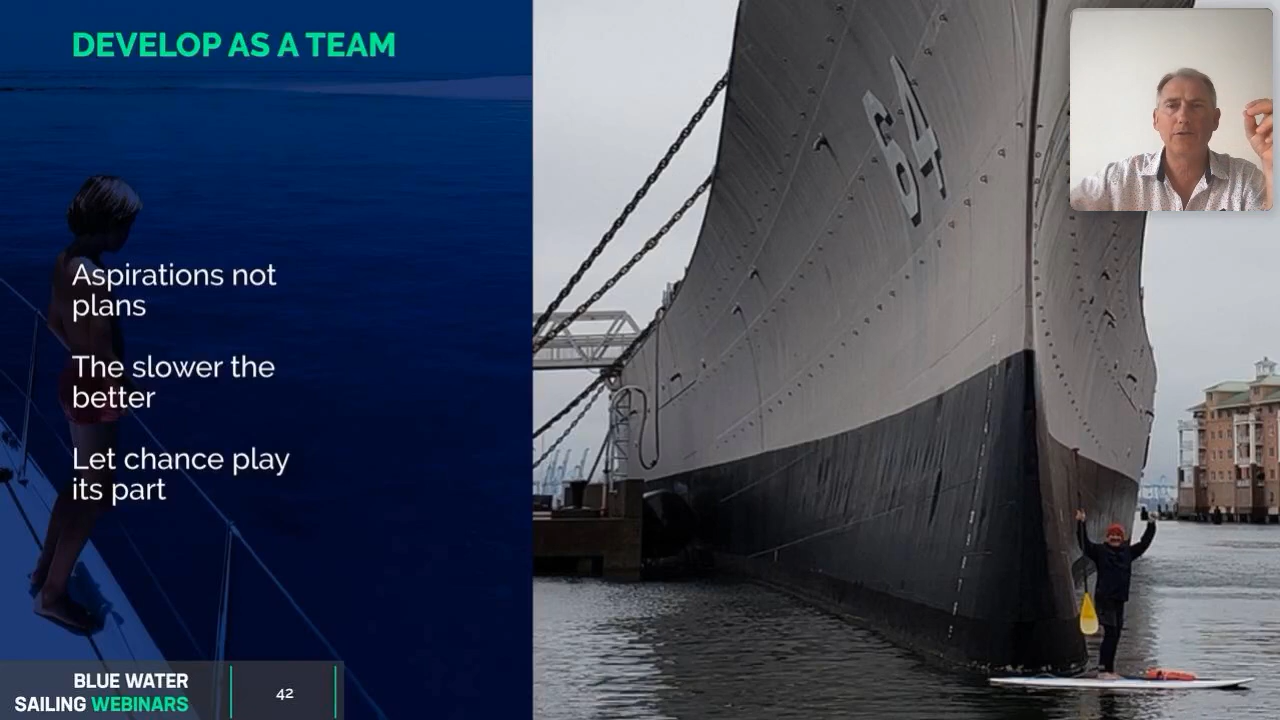 DEVELOP AS A TEAM
Aspirations not
plans
The slower the
better
Let chance play
its part
BLUE WATER
SAILING WEBINARS
42
64